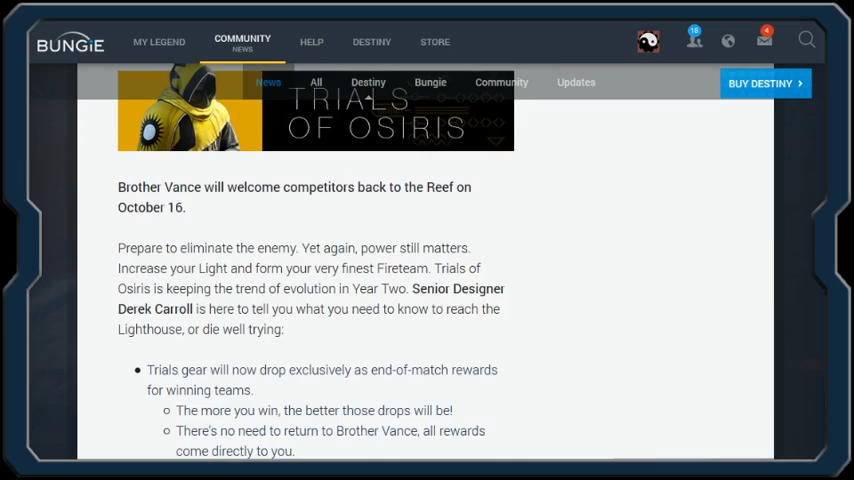 BUNGiE
MY LEGEND
COMMUNITY
NEWS
HELP
DESTINY
STORE
18
4
News
All
Destiny
Bungie
Community
Updates
BUY DESTINY
TRIALS
OF OSIRIS
Brother Vance will welcome competitors back to the Reef on
October 16.
Prepare to eliminate the enemy. Yet again, power still matters.
Increase your Light and form your very finest Fireteam. Trials of
Osiris is keeping the trend of evolution in Year Two. Senior Designer
Derek Carroll is here to tell you what you need to know to reach the
Lighthouse, or die well trying:
• Trials gear will now drop exclusively as end-of-match rewards
for winning teams.
○ The more you win, the better those drops will be!
○ There's no need to return to Brother Vance, all rewards
come directly to you.